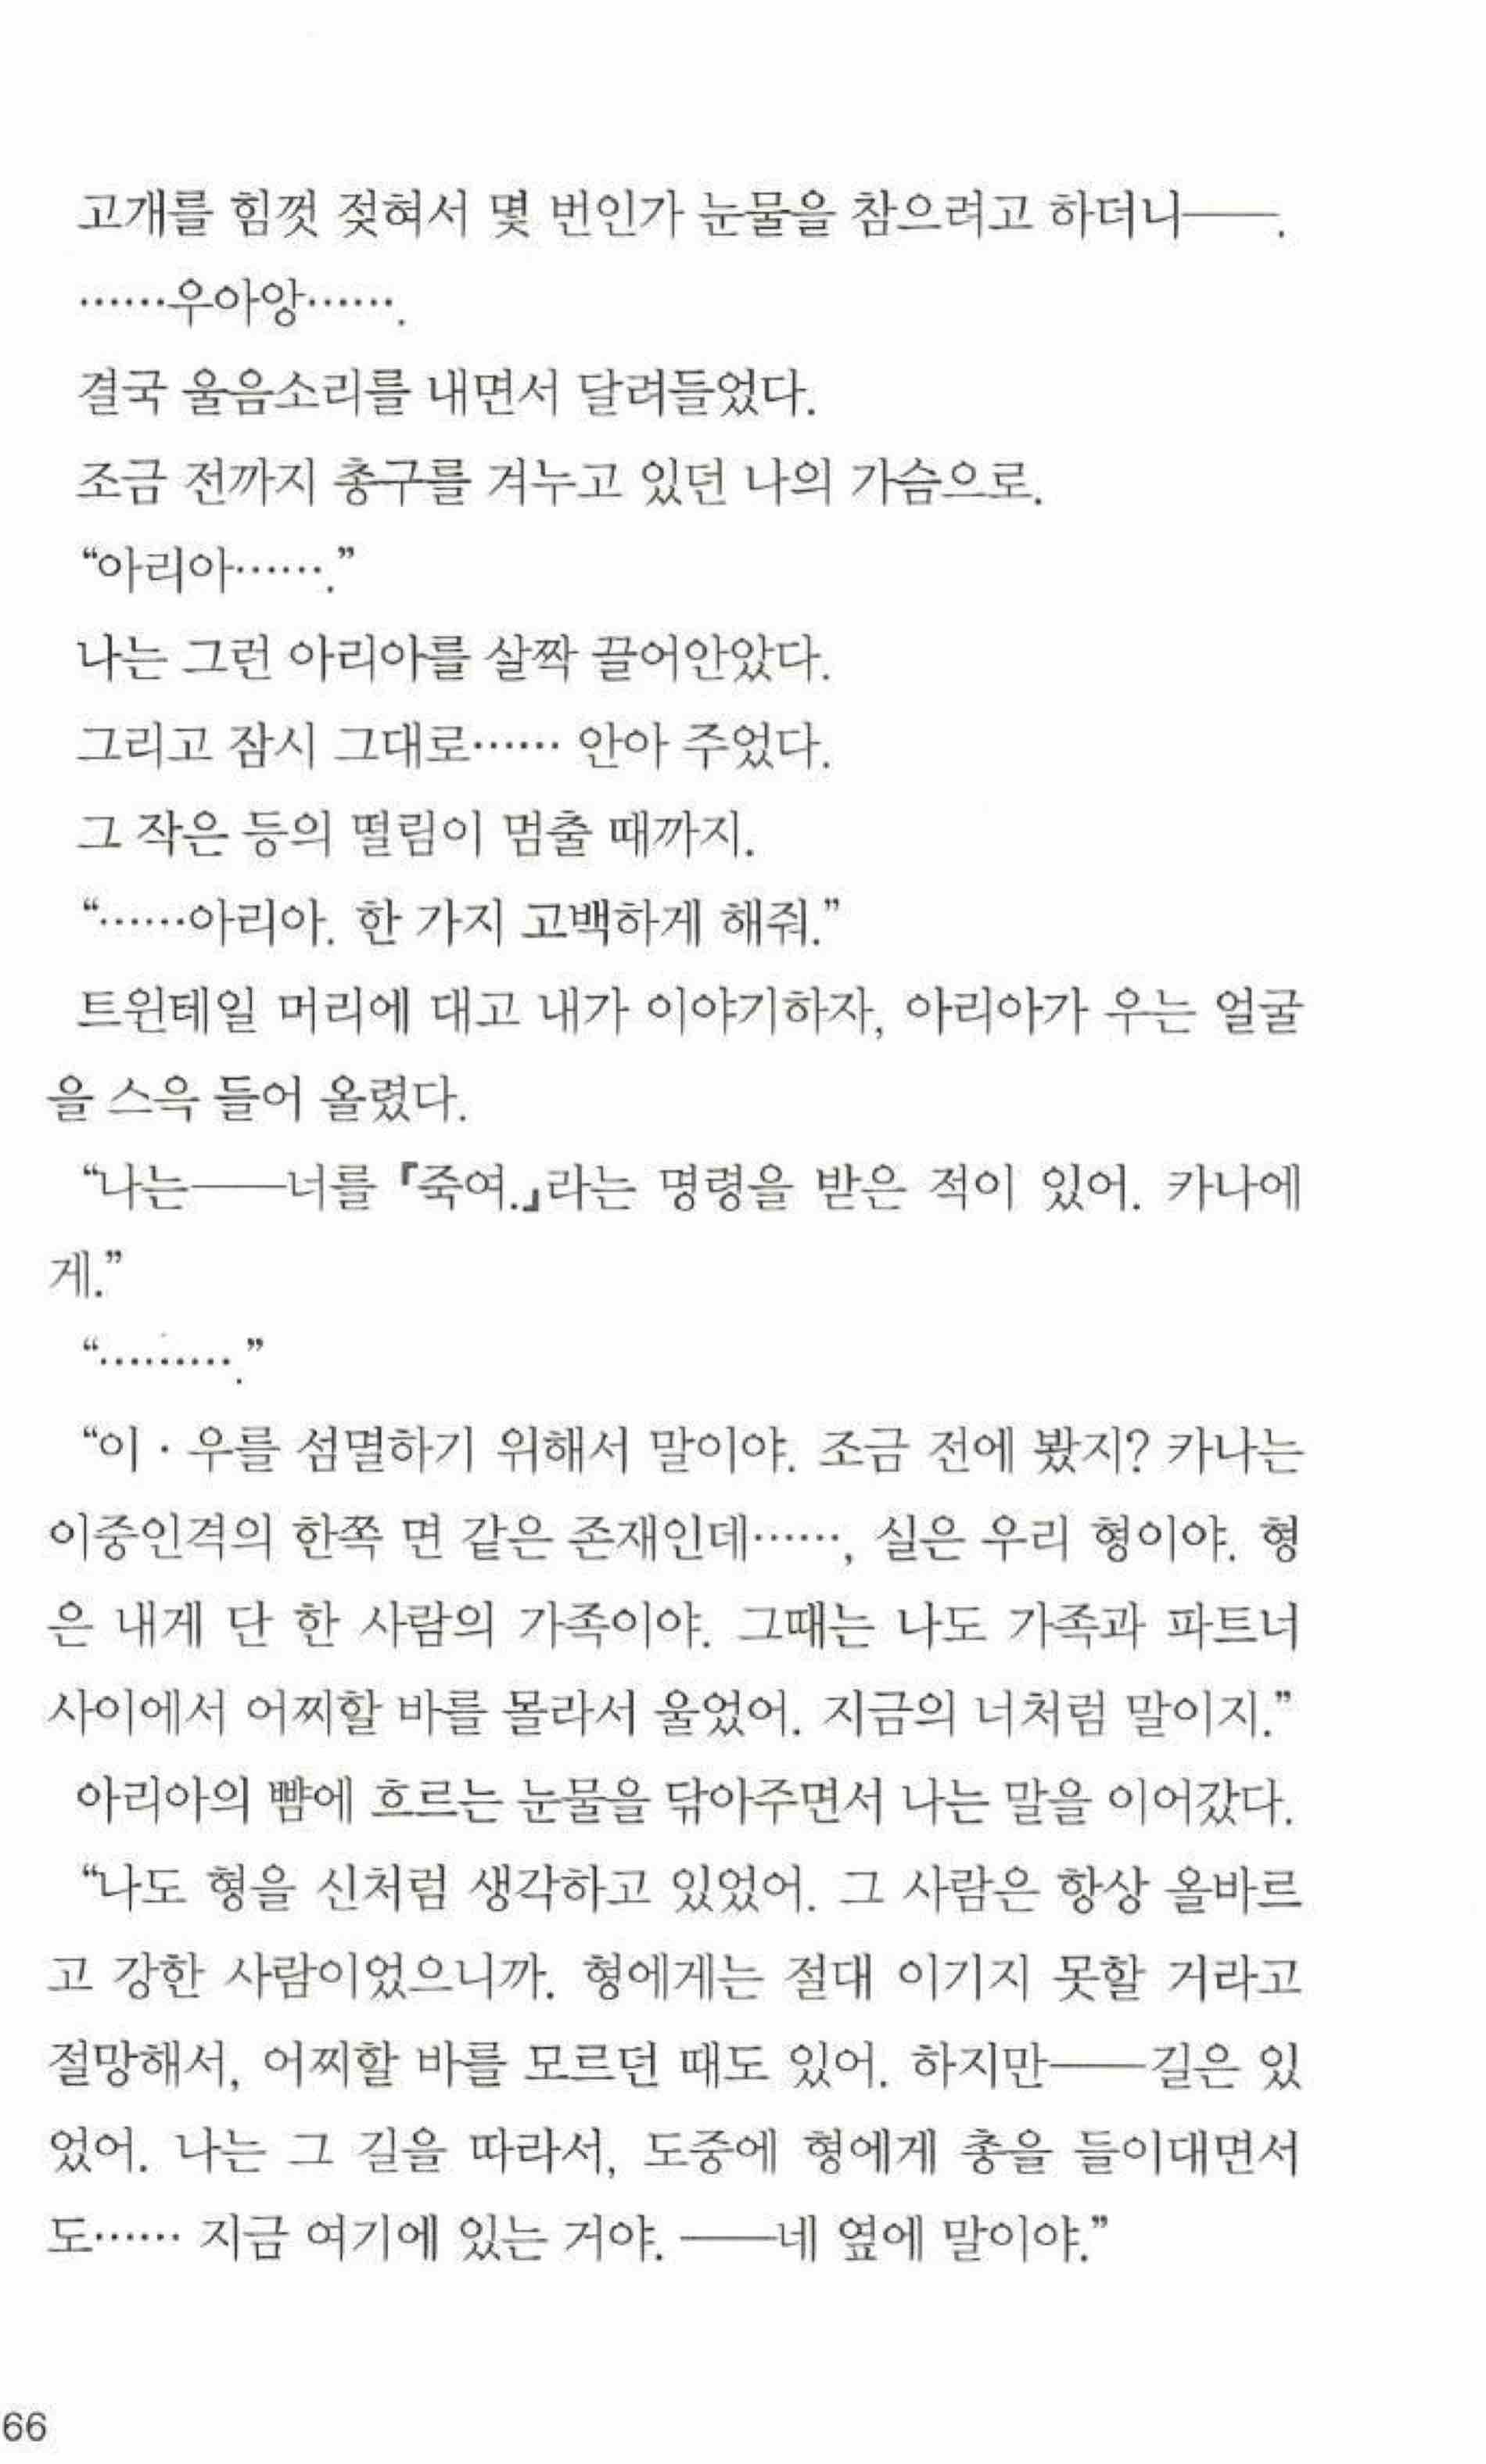 고개를 힘껏 젖혀서 몇 번인가 눈물을 참으려고 하더니――.
……우아앙…….
결국 울음소리를 내면서 달려들었다.
조금 전까지 총구를 겨누고 있던 나의 가슴으로.
“아리아…….”
나는 그런 아리아를 살짝 끌어안았다.
그리고 잠시 그대로…… 안아 주었다.
그 작은 등의 떨림이 멈출 때까지.
“……아리아. 한 가지 고백하게 해줘.”
트윈테일 머리에 대고 내가 이야기하자, 아리아가 우는 얼굴
을 스윽 들어 올렸다.
“나는――너를 『죽여.』라는 명령을 받은 적이 있어. 카나에
게.”
“……….”
“이 · 우를 섬멸하기 위해서 말이야. 조금 전에 봤지? 카나는
이중인격의 한쪽 면 같은 존재인데……, 실은 우리 형이야. 형
은 내게 단 한 사람의 가족이야. 그때는 나도 가족과 파트너
사이에서 어찌할 바를 몰라서 울었어. 지금의 너처럼 말이지.”
아리아의 뺨에 흐르는 눈물을 닦아주면서 나는 말을 이어갔다.
“나도 형을 신처럼 생각하고 있었어. 그 사람은 항상 올바르
고 강한 사람이었으니까. 형에게는 절대 이기지 못할 거라고
절망해서, 어찌할 바를 모르던 때도 있어. 하지만――길은 있
었어. 나는 그 길을 따라서, 도중에 형에게 총을 들이대면서
도…… 지금 여기에 있는 거야. ――네 옆에 말이야.”
66